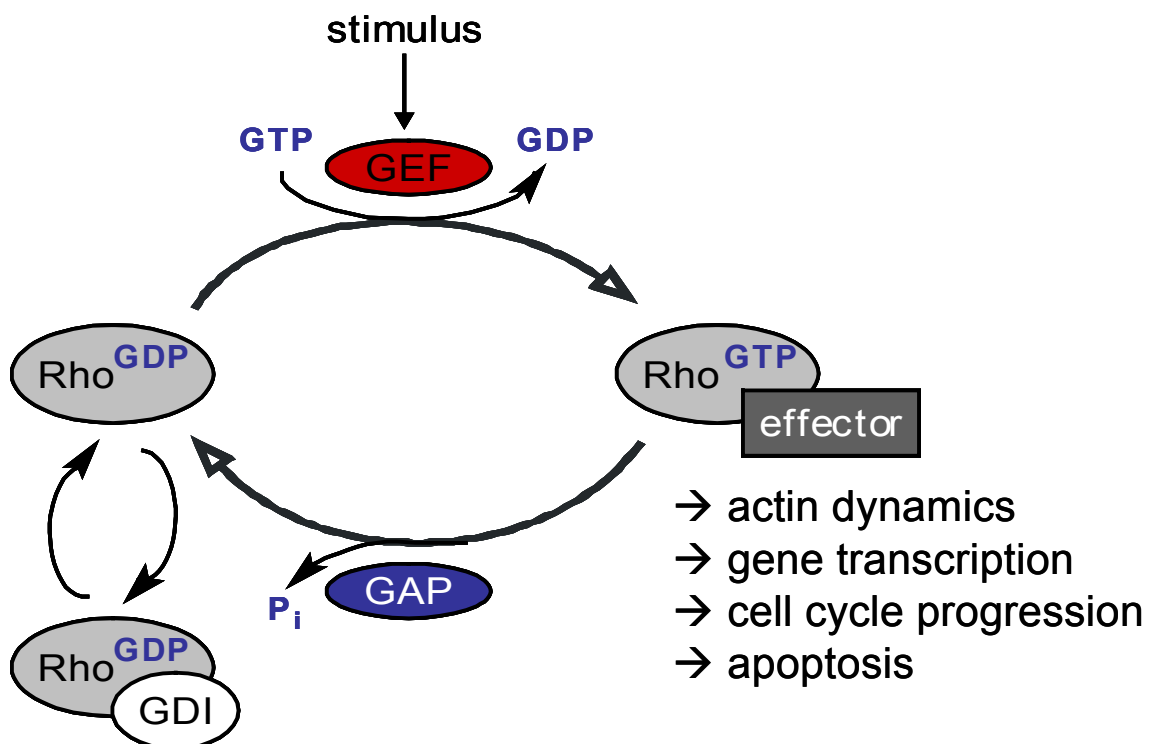 stimulus
GTP GEF GDP
Rho GDP
Rho GTP
effector
→ actin dynamics
→ gene transcription
→ cell cycle progression
→ apoptosis
GAP
Pi
Rho GDP
GDI